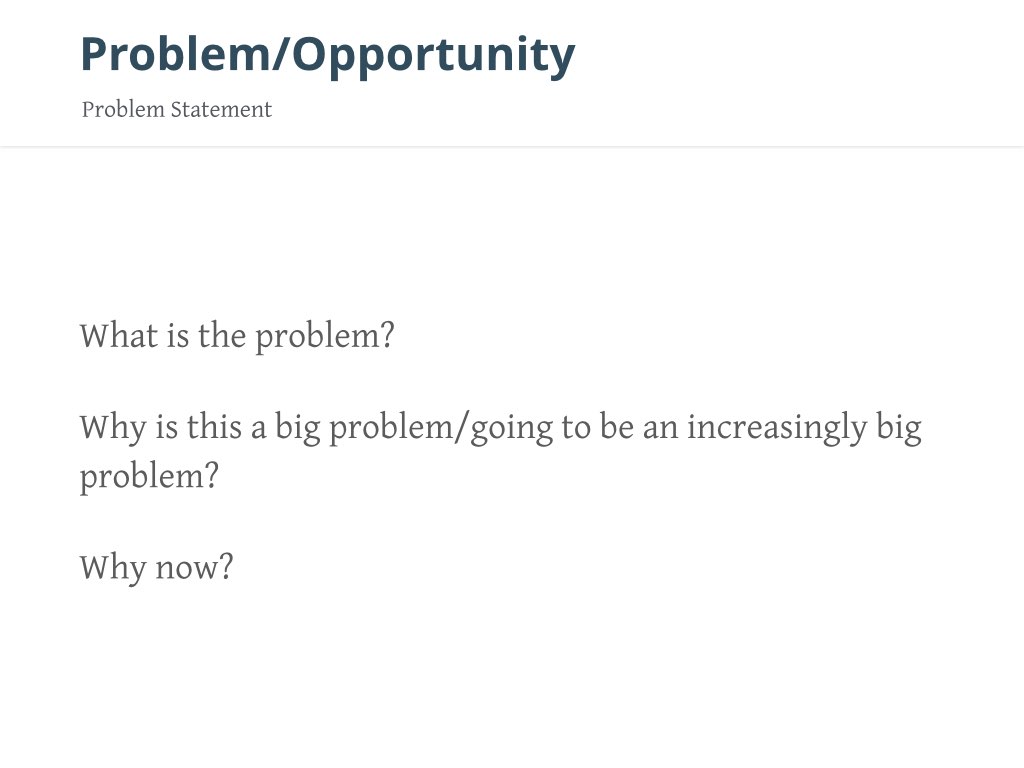 Problem/Opportunity
Problem Statement
What is the problem?
Why is this a big problem/going to be an increasingly big
problem?
Why now?